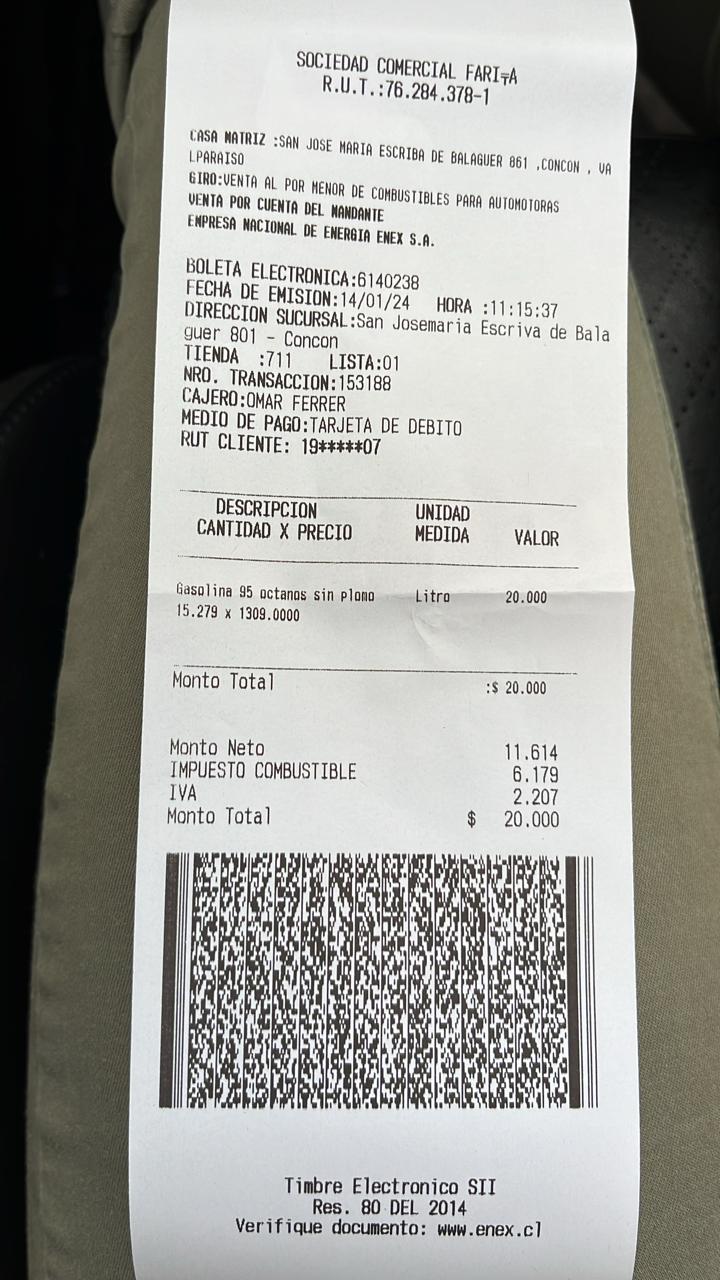 SOCIEDAD COMERCIAL FARI╤A
R.U.T.:76.284.378-1
CASA MATRIZ :SAN JOSE MARIA ESCRIBA DE BALAGUER 861 ,CONCON , VA
LPARAISO
GIRO:VENTA AL POR MENOR DE COMBUSTIBLES PARA AUTOMOTORAS
VENTA POR CUENTA DEL MANDANTE
EMPRESA NACIONAL DE ENERGIA ENEX S.A.
BOLETA ELECTRONICA:6140238
FECHA DE EMISION:14/01/24 HORA :11:15:37
DIRECCION SUCURSAL:San Josemaria Escriva de Bala
guer 801 - Concon
TIENDA :711 LISTA:01
NRO. TRANSACCION:153188
CAJERO:OMAR FERRER
MEDIO DE PAGO:TARJETA DE DEBITO
RUT CLIENTE: 19*****07
DESCRIPCION UNIDAD
CANTIDAD X PRECIO MEDIDA VALOR
Gasolina 95 octanos sin plomo Litro 20.000
15.279 x 1309.0000
Monto Total :$ 20.000
Monto Neto 11.614
IMPUESTO COMBUSTIBLE 6.179
IVA 2.207
Monto Total $ 20.000
Timbre Electronico SII
Res. 80 DEL 2014
Verifique documento: www.enex.cl